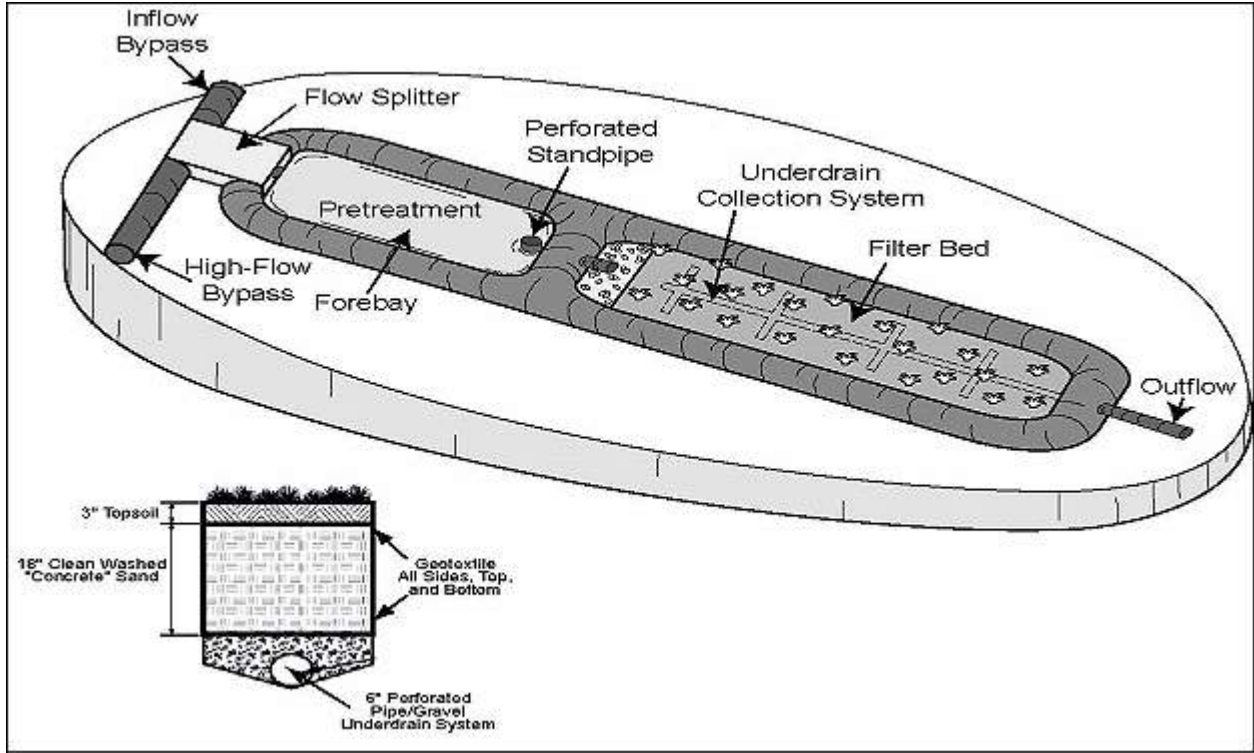 Inflow
Bypass
Flow Splitter
Perforated
Standpipe
Underdrain
Collection System
Filter Bed
Pretreatment
High-Flow
Bypass
Forebay
Outflow
3" Topsoil
18" Clean Washed
"Concrete" Sand
Geotextile
All Sides, Top,
and Bottom
6" Perforated
Pipe/Gravel
Underdrain System